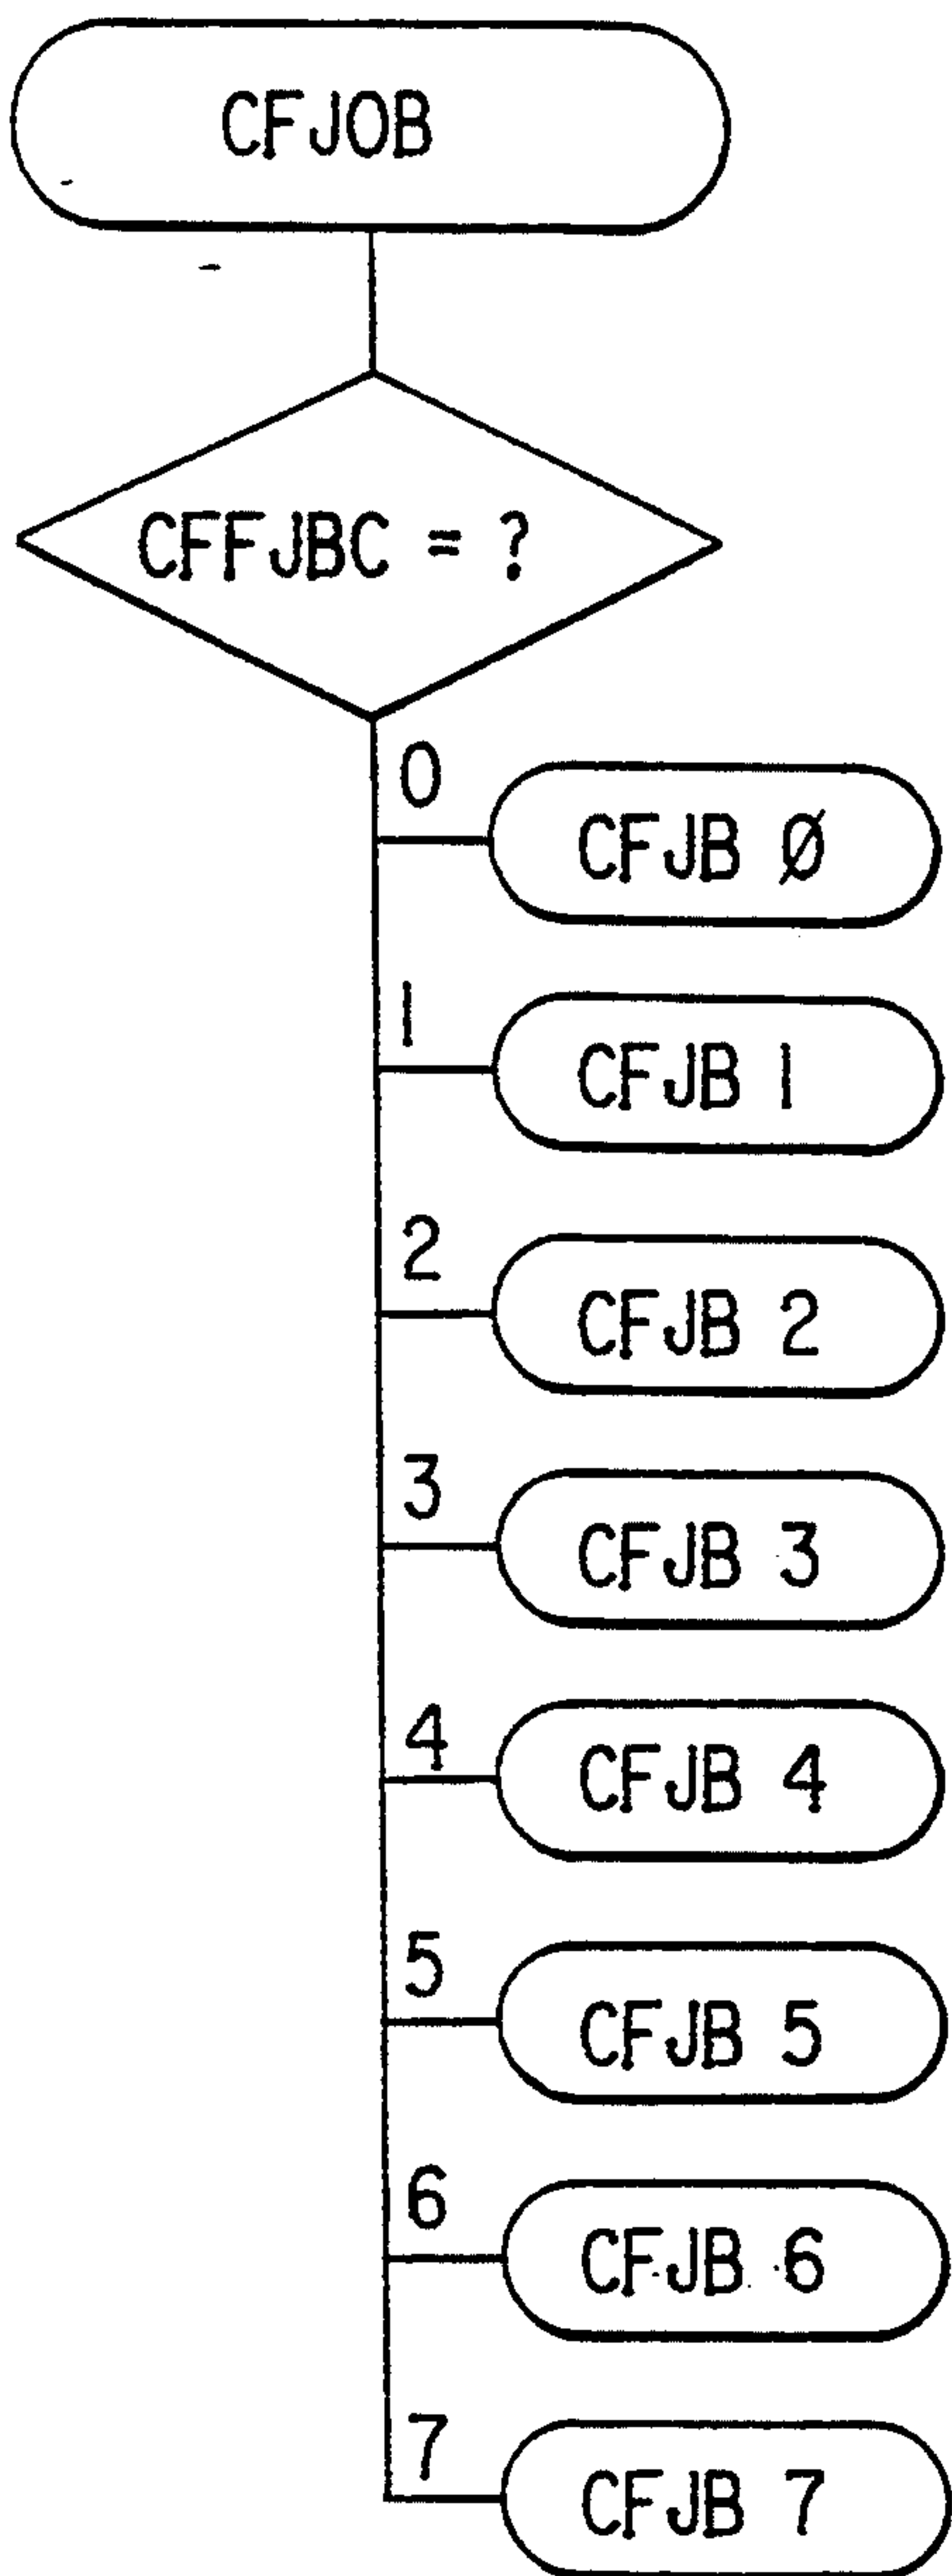 CFJOB
CFFJBC = ?
0
CFJB Ø
1
CFJB 1
2
CFJB 2
3
CFJB 3
4
CFJB 4
5
CFJB 5
6
CFJB 6
7
CFJB 7